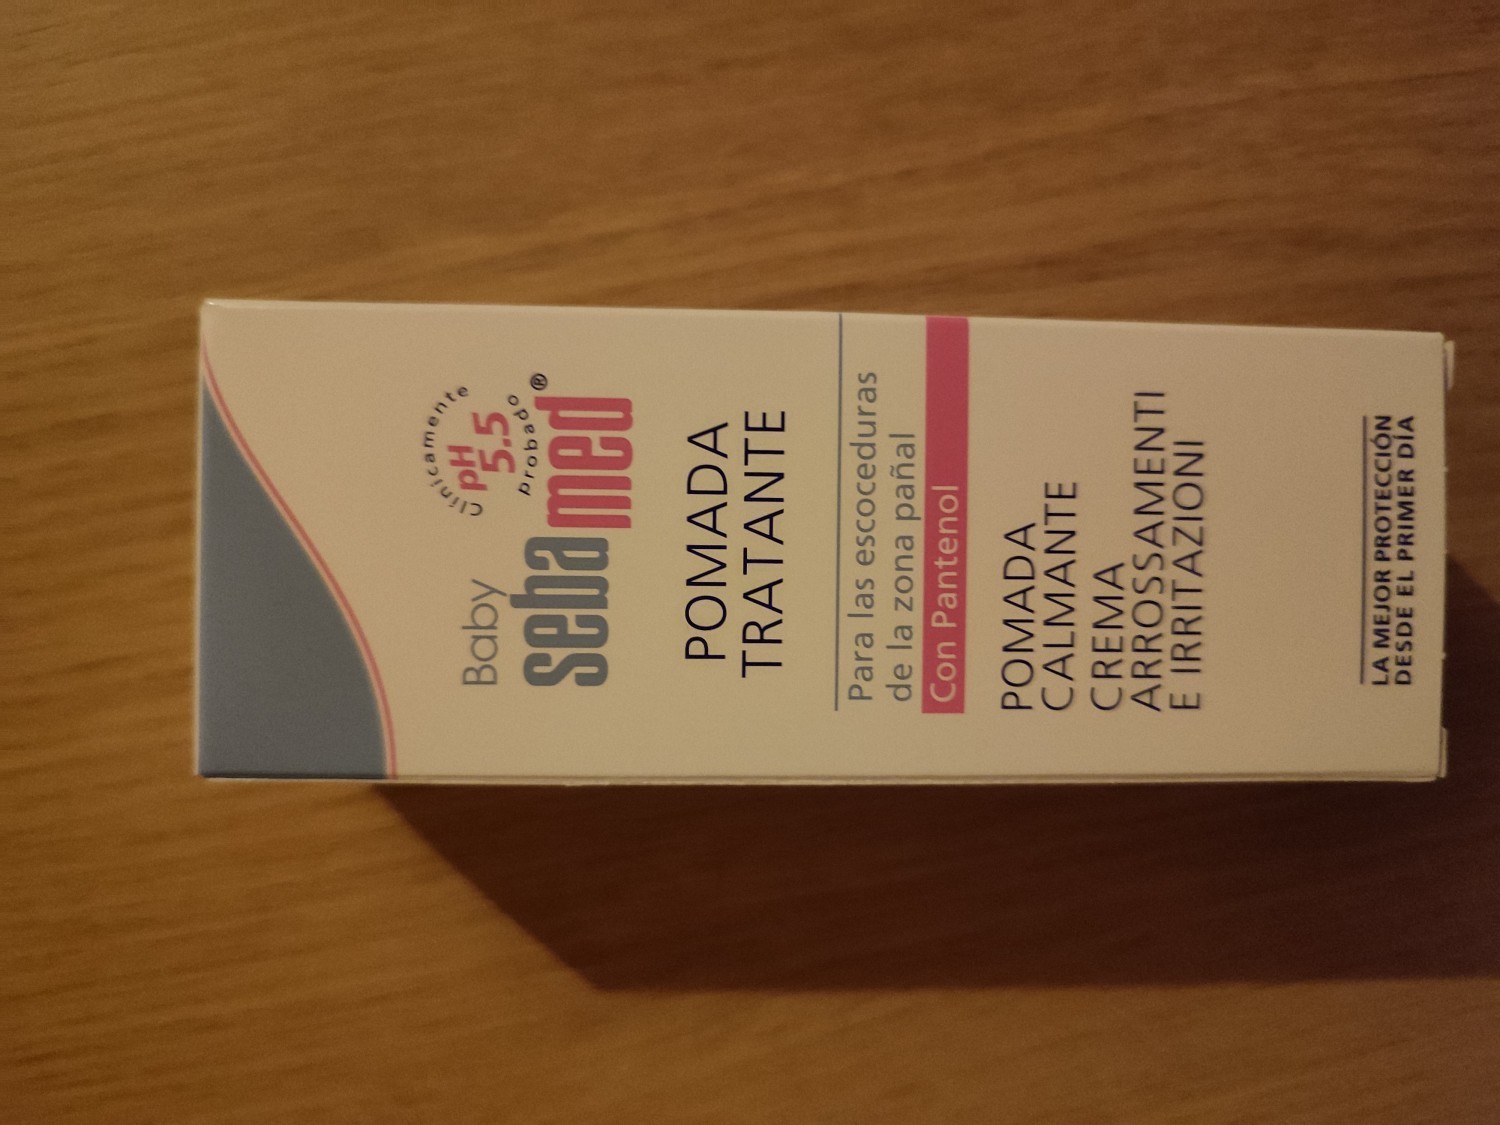 Clínicamente
pH
5.5
probado
Baby
sebamed®
POMADA
TRATANTE
Para las escoceduras
de la zona pañal
Con Pantenol
POMADA
CALMANTE
CREMA
ARROSSAMENTI
E IRRITAZIONI
LA MEJOR PROTECCIÓN
DESDE EL PRIMER DÍA